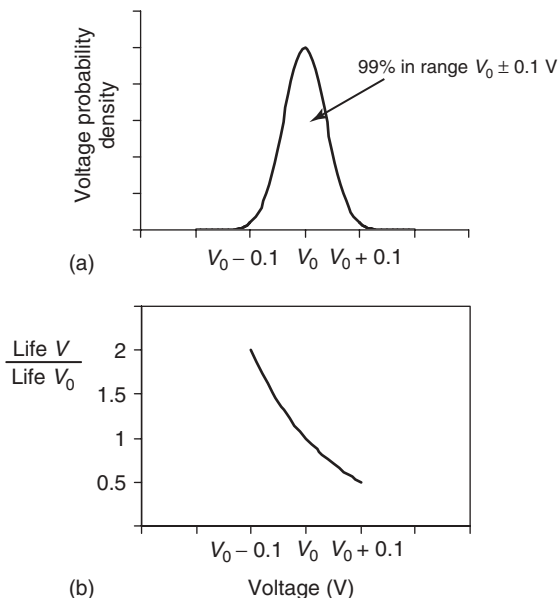 Voltage probability
density
99% in range V₀ ± 0.1 V
V₀ − 0.1 V₀ V₀ + 0.1
(a)
Life V
Life V₀
2
1.5
1
0.5
V₀ − 0.1 V₀ V₀ + 0.1
(b) Voltage (V)